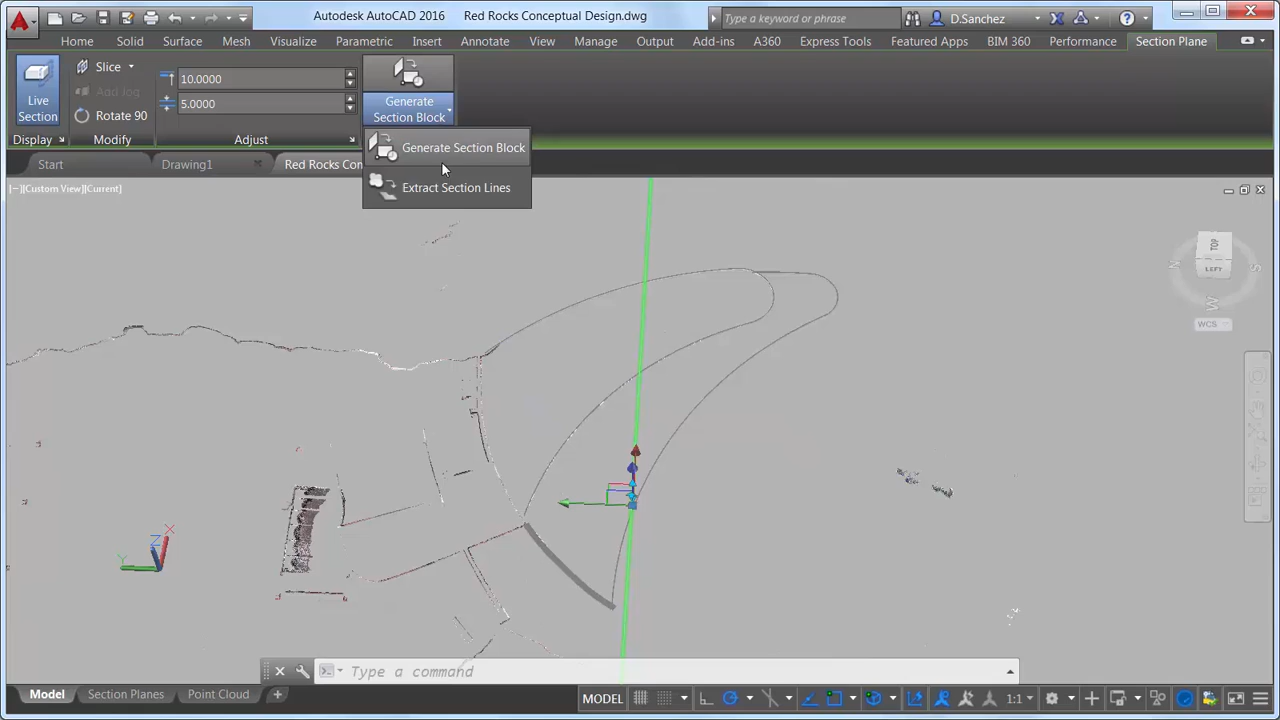 Autodesk AutoCAD 2016 Red Rocks Conceptual Design.dwg
Type a keyword or phrase
D.Sanchez
Home Solid Surface Mesh Visualize Parametric Insert Annotate View Manage Output Add-ins A360 Express Tools Featured Apps BIM 360 Performance Section Plane
Live
Section
Slice
Add Jog
Rotate 90
10.0000
5.0000
Generate
Section Block
Display Modify Adjust
Generate Section Block
Extract Section Lines
Start Drawing1 Red Rocks Con
[−][Custom View][Current]
TOP
LEFT
N
S
W
WCS
X
Z
Y
Type a command
Model Section Planes Point Cloud +
MODEL
1:1